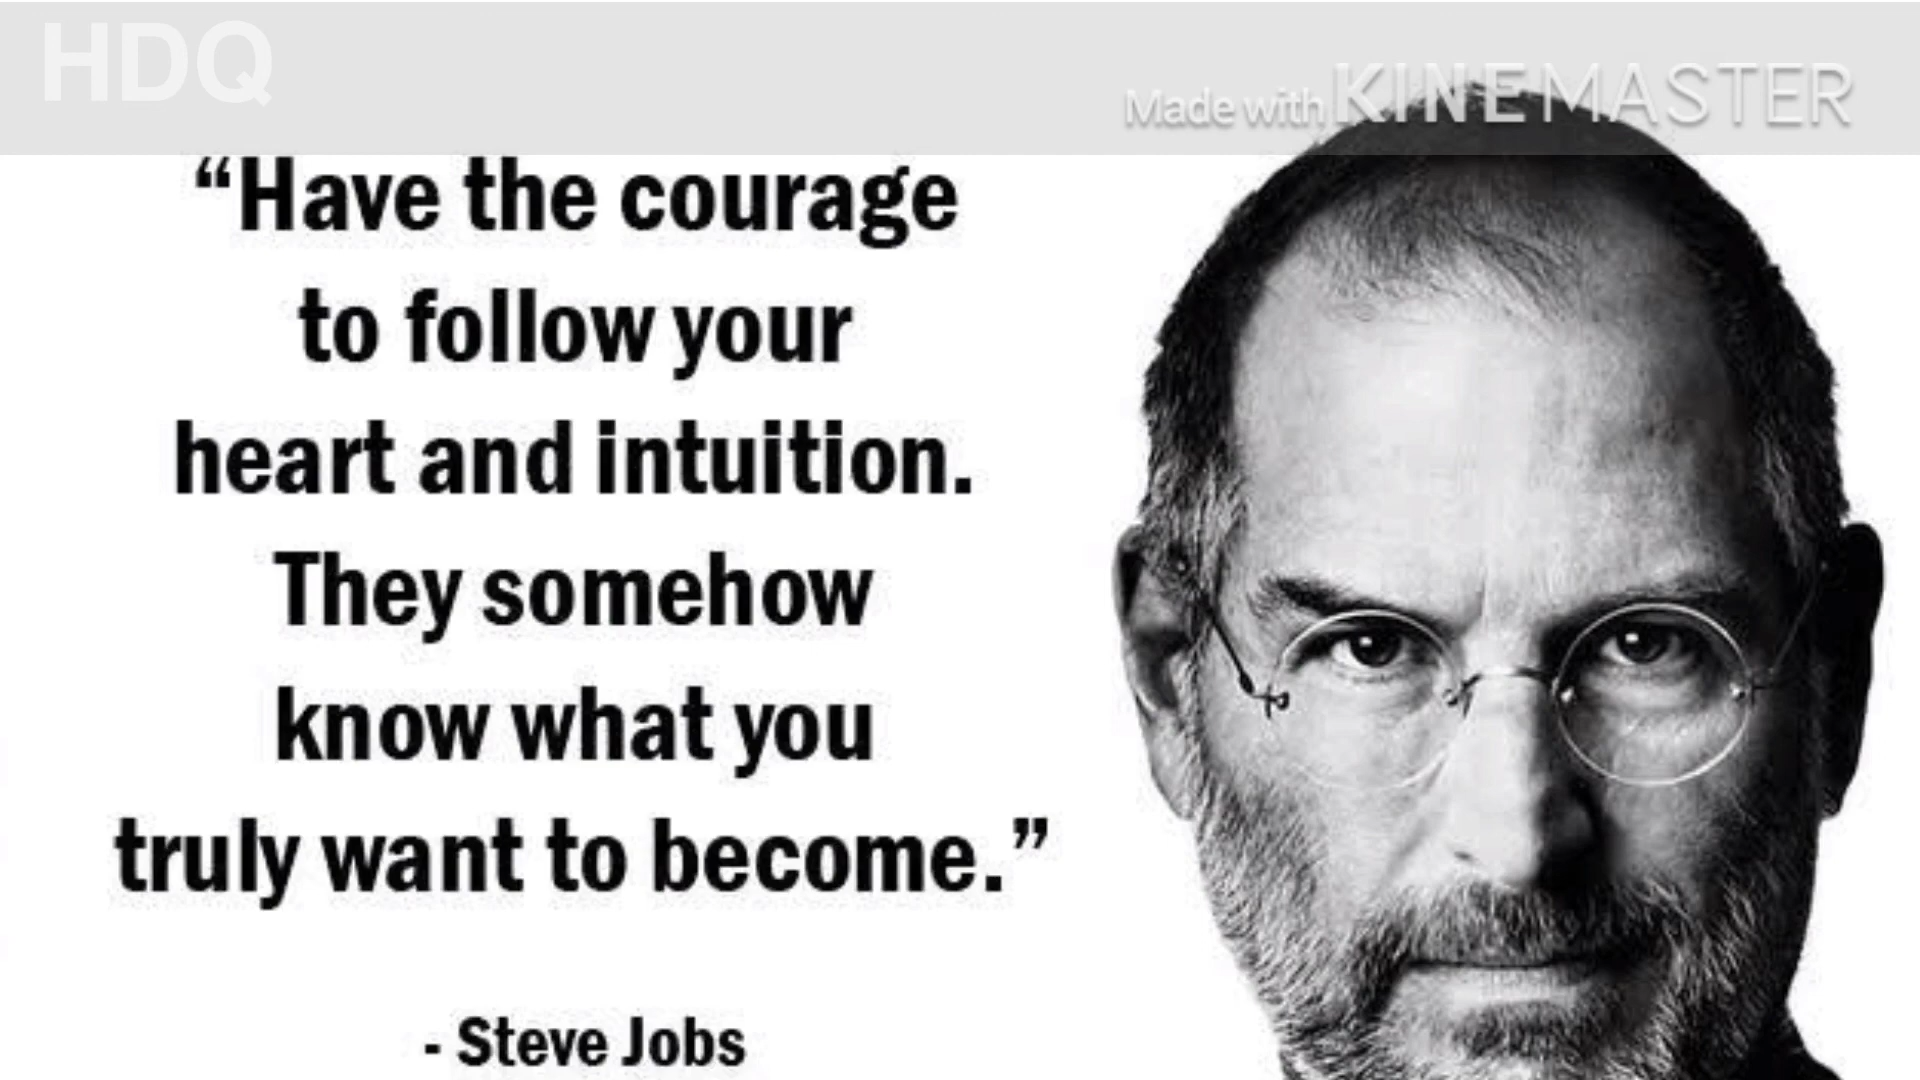 HDQ
Made with KINEMASTER
“Have the courage
to follow your
heart and intuition.
They somehow
know what you
truly want to become.”
- Steve Jobs